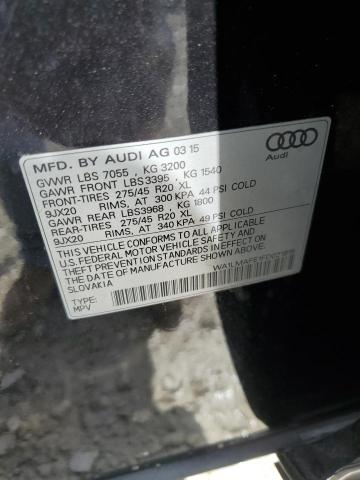 MFD. BY AUDI AG 03 15
GVWR LBS 7055 , KG 3200
GAWR FRONT LBS3395 , KG 1540
FRONT-TIRES 275/45 R20 XL
9JX20 RIMS, AT 300 KPA 44 PSI COLD
GAWR REAR LBS3968 , KG 1800
REAR-TIRES 275/45 R20 XL
9JX20 RIMS, AT 340 KPA 49 PSI COLD
THIS VEHICLE CONFORMS TO ALL APPLICABLE
U.S. FEDERAL MOTOR VEHICLE SAFETY AND
THEFT PREVENTION STANDARDS IN EFFECT ON
THE DATE OF MANUFACTURE SHOWN ABOVE
SLOVAKIA
TYPE:
MPV
Audi